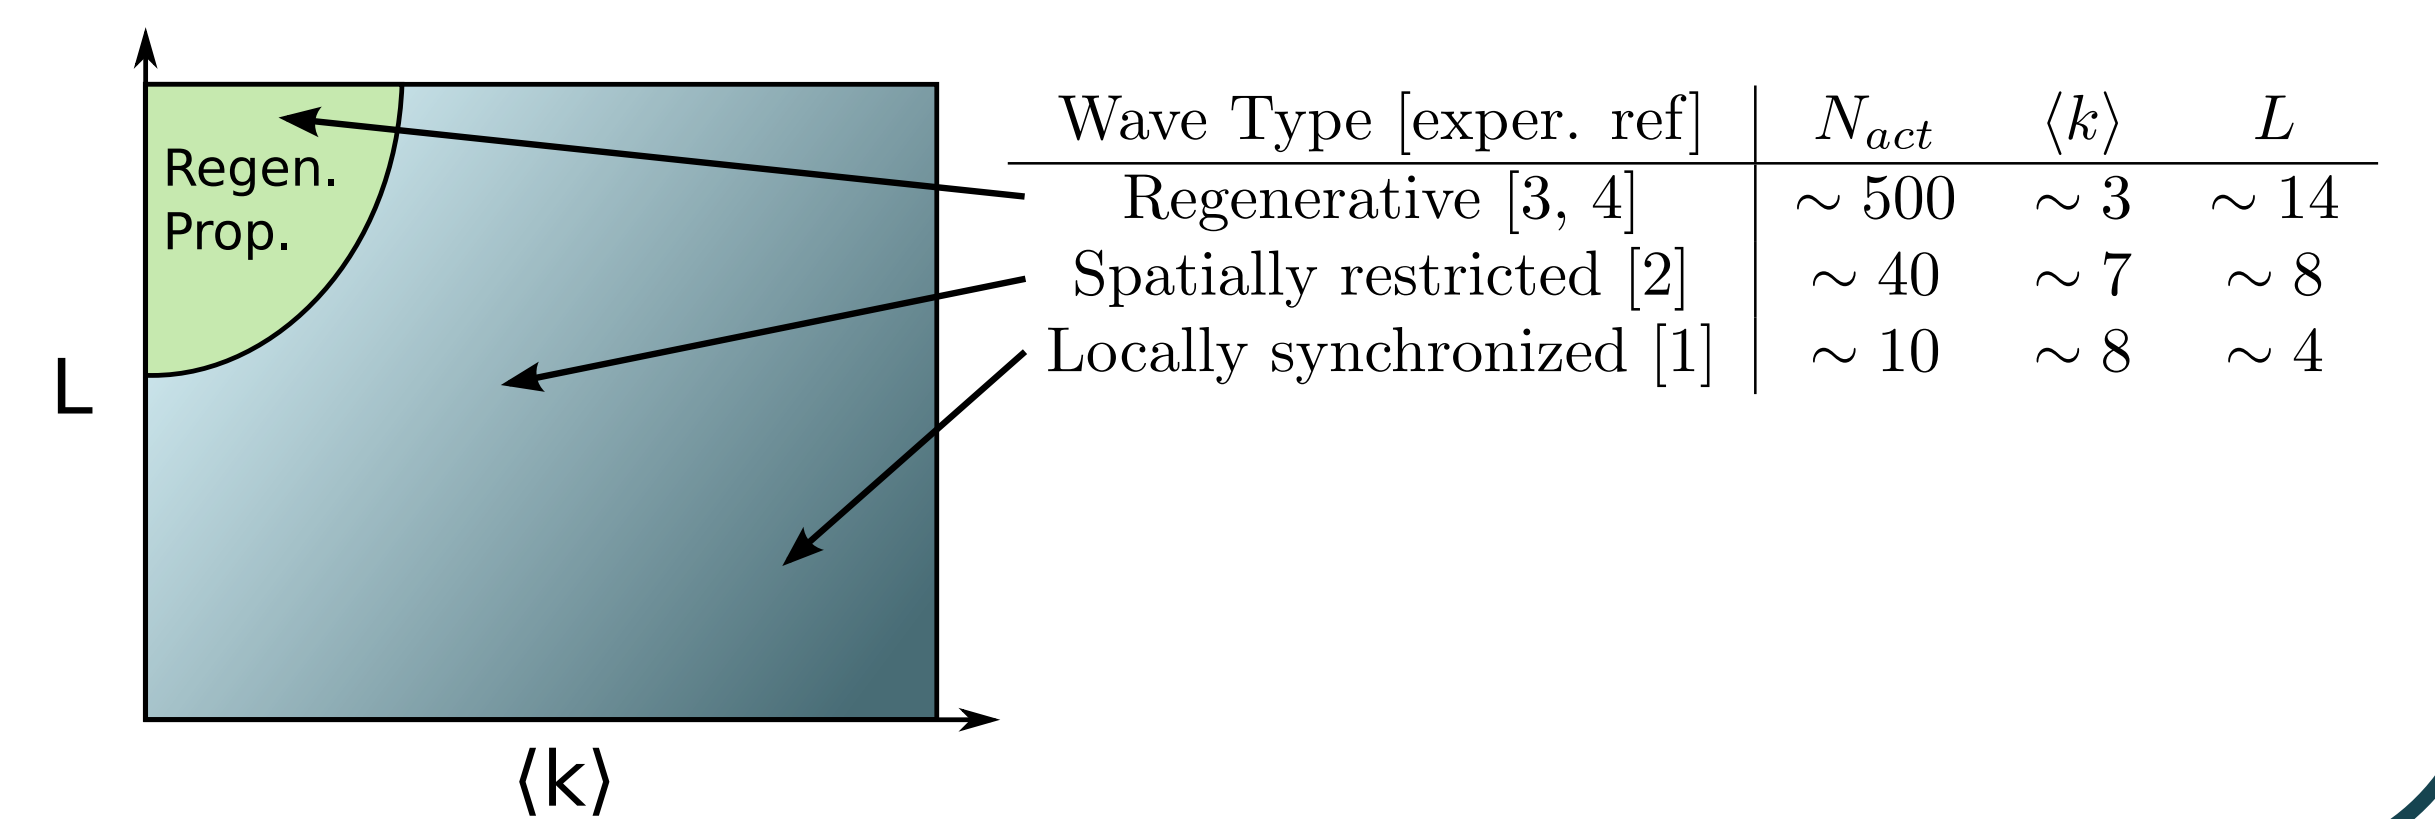 Regen.
Prop.
L
⟨k⟩
Wave Type [exper. ref] N_act ⟨k⟩ L
Regenerative [3, 4] ∼ 500 ∼ 3 ∼ 14
Spatially restricted [2] ∼ 40 ∼ 7 ∼ 8
Locally synchronized [1] ∼ 10 ∼ 8 ∼ 4